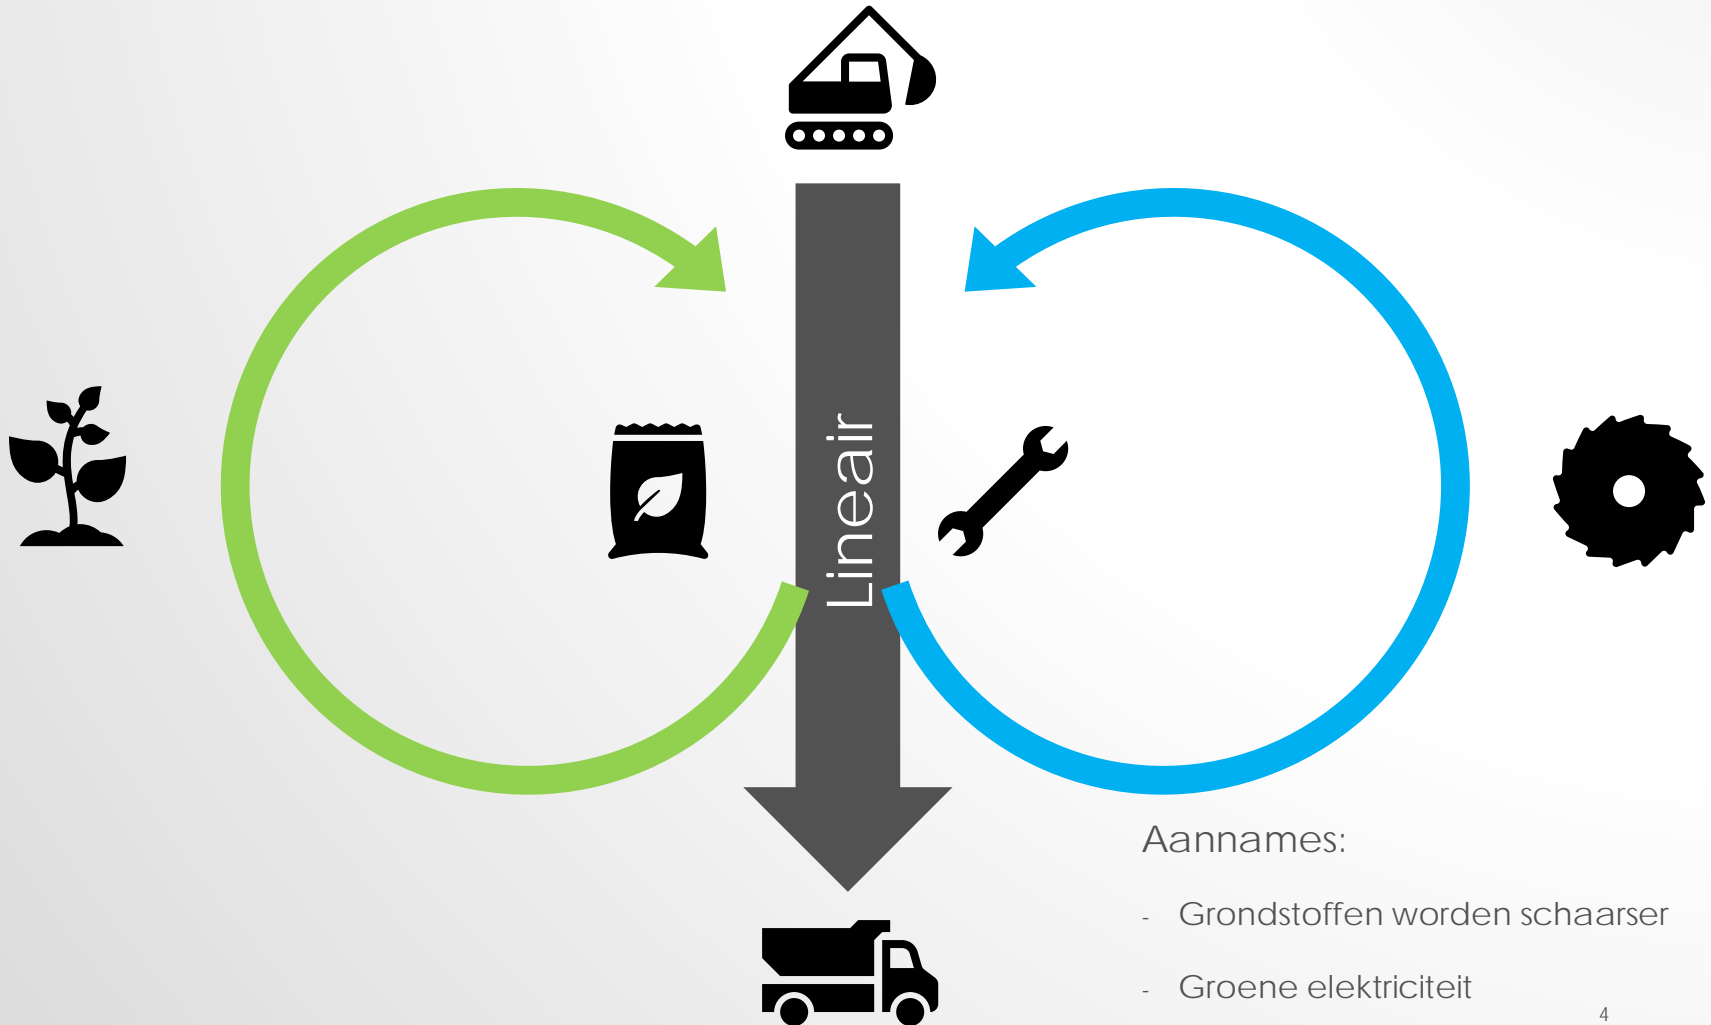 Lineair
Aannames:
- Grondstoffen worden schaarser
- Groene elektriciteit
4